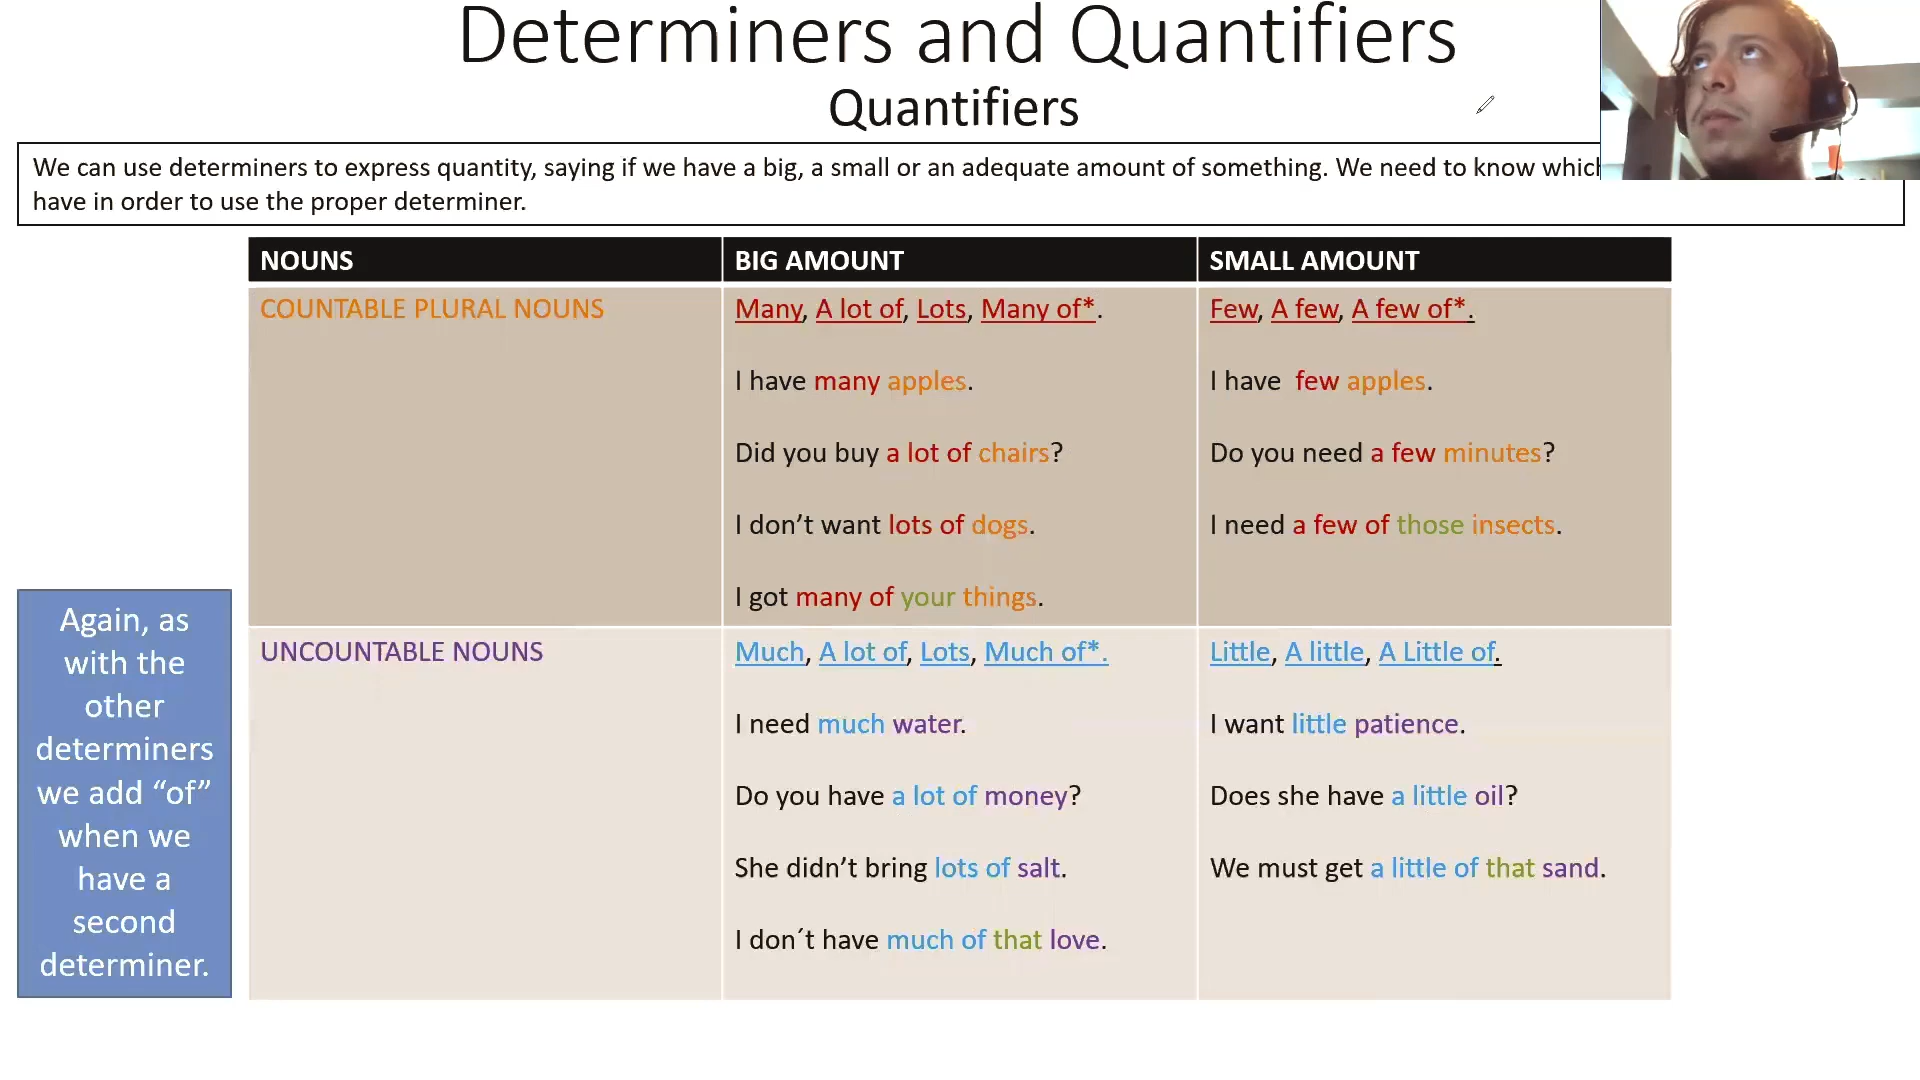 Determiners and Quantifiers
Quantifiers
We can use determiners to express quantity, saying if we have a big, a small or an adequate amount of something. We need to know
have in order to use the proper determiner.
NOUNS
BIG AMOUNT
SMALL AMOUNT
COUNTABLE PLURAL NOUNS
Many, A lot of, Lots, Many of*.
I have many apples.
Did you buy a lot of chairs?
I don’t want lots of dogs.
I got many of your things.
Few, A few, A few of*.
I have  few apples.
Do you need a few minutes?
I need a few of those insects.
UNCOUNTABLE NOUNS
Much, A lot of, Lots, Much of*.
I need much water.
Do you have a lot of money?
She didn’t bring lots of salt.
I don´t have much of that love.
Little, A little, A Little of.
I want little patience.
Does she have a little oil?
We must get a little of that sand.
Again, as
with the
other
determiners
we add “of”
when we
have a
second
determiner.